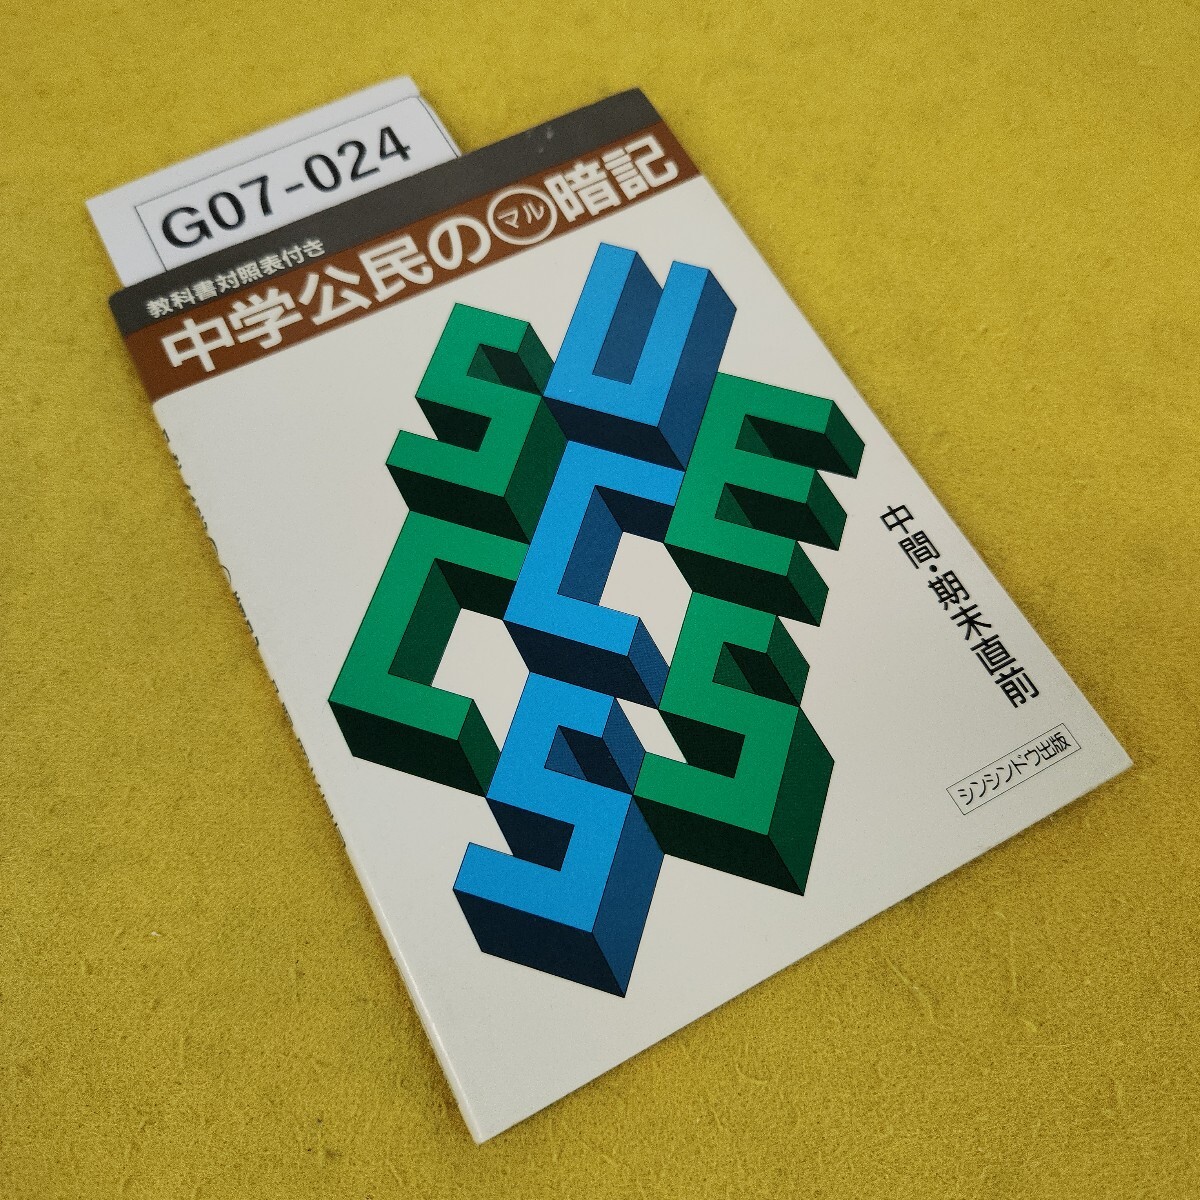 G07-024
教科書対照表付き
中学公民の㋮暗記
SUCCESS
中間・期末直前
シンシンドウ出版